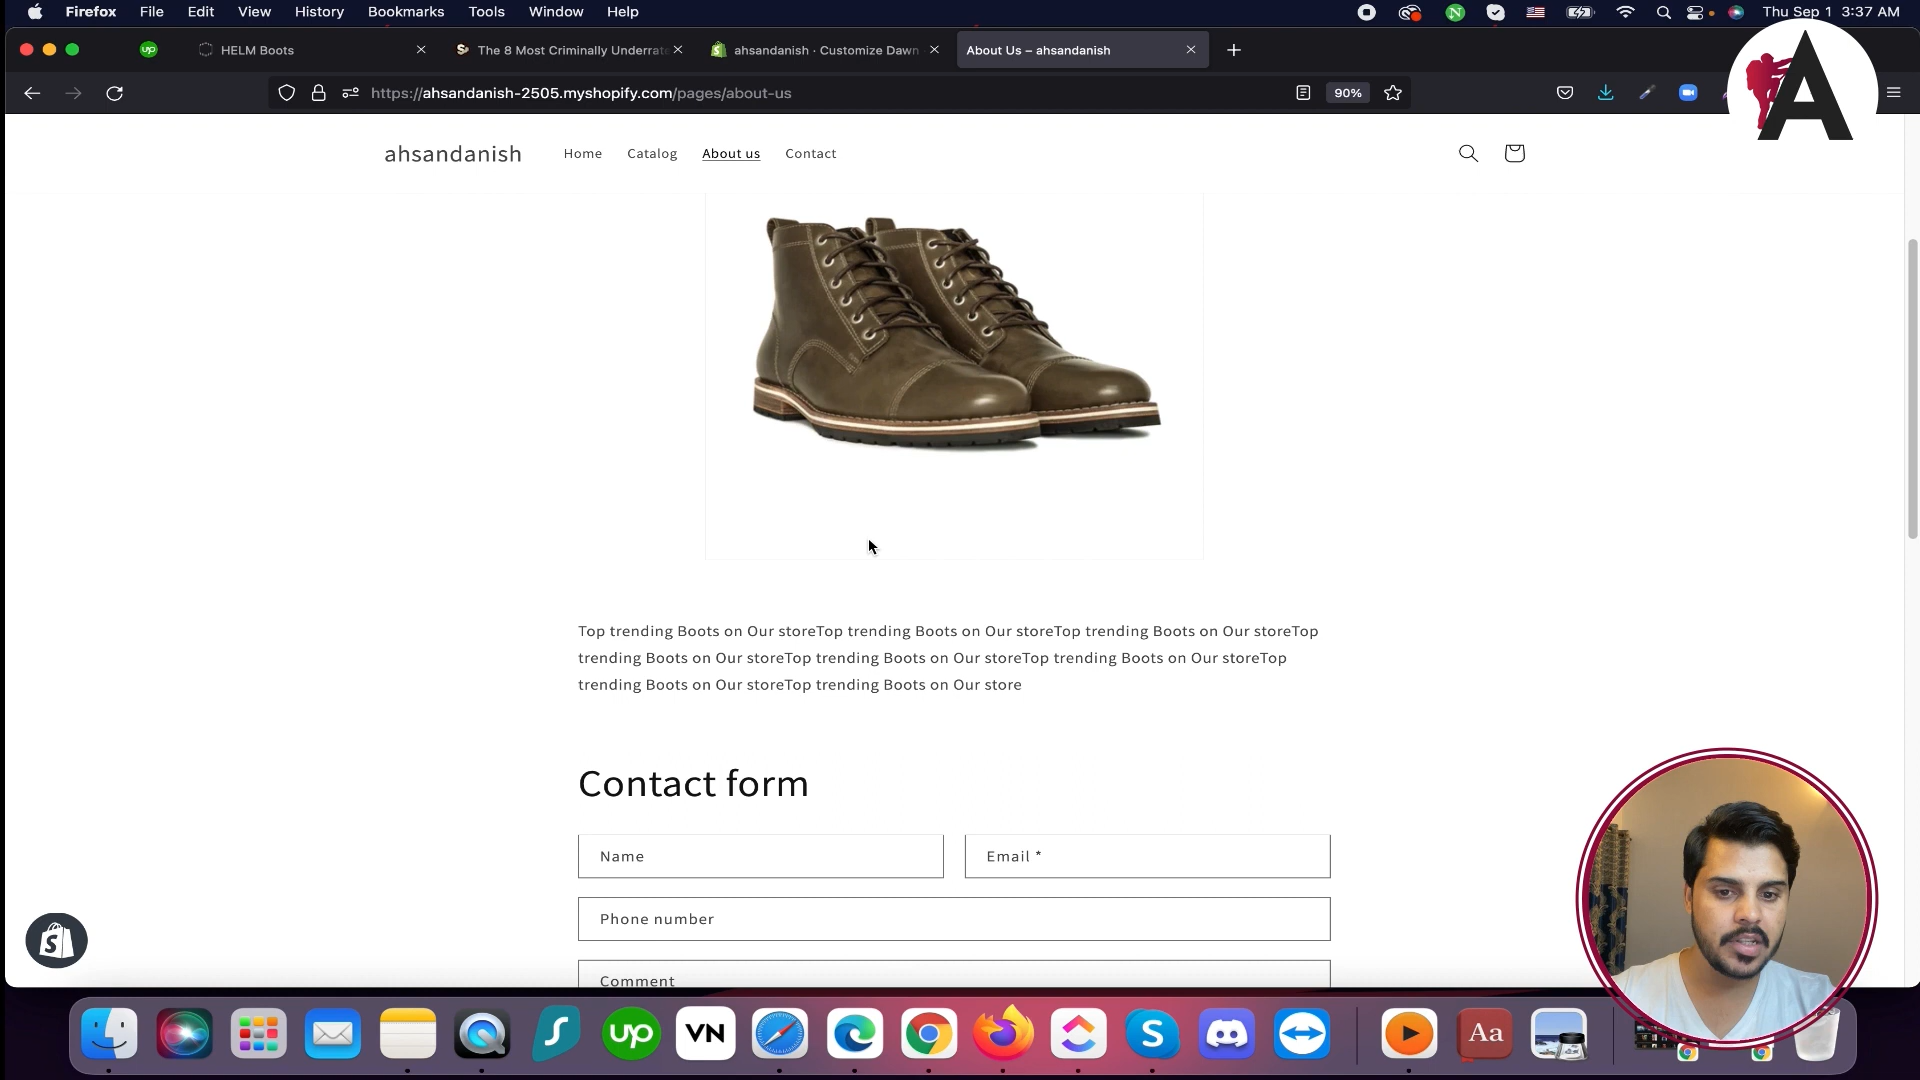 Firefox File Edit View History Bookmarks Tools Window Help Thu Sep 1 3:37 AM
up HELM Boots The 8 Most Criminally Underrate ahsandanish · Customize Dawn About Us – ahsandanish
https://ahsandanish-2505.myshopify.com/pages/about-us 90%
A
ahsandanish Home Catalog About us Contact
Top trending Boots on Our storeTop trending Boots on Our storeTop trending Boots on Our storeTop
trending Boots on Our storeTop trending Boots on Our storeTop trending Boots on Our storeTop
trending Boots on Our storeTop trending Boots on Our store
Contact form
Name Email *
Phone number
Comment
S
up VN S Aa